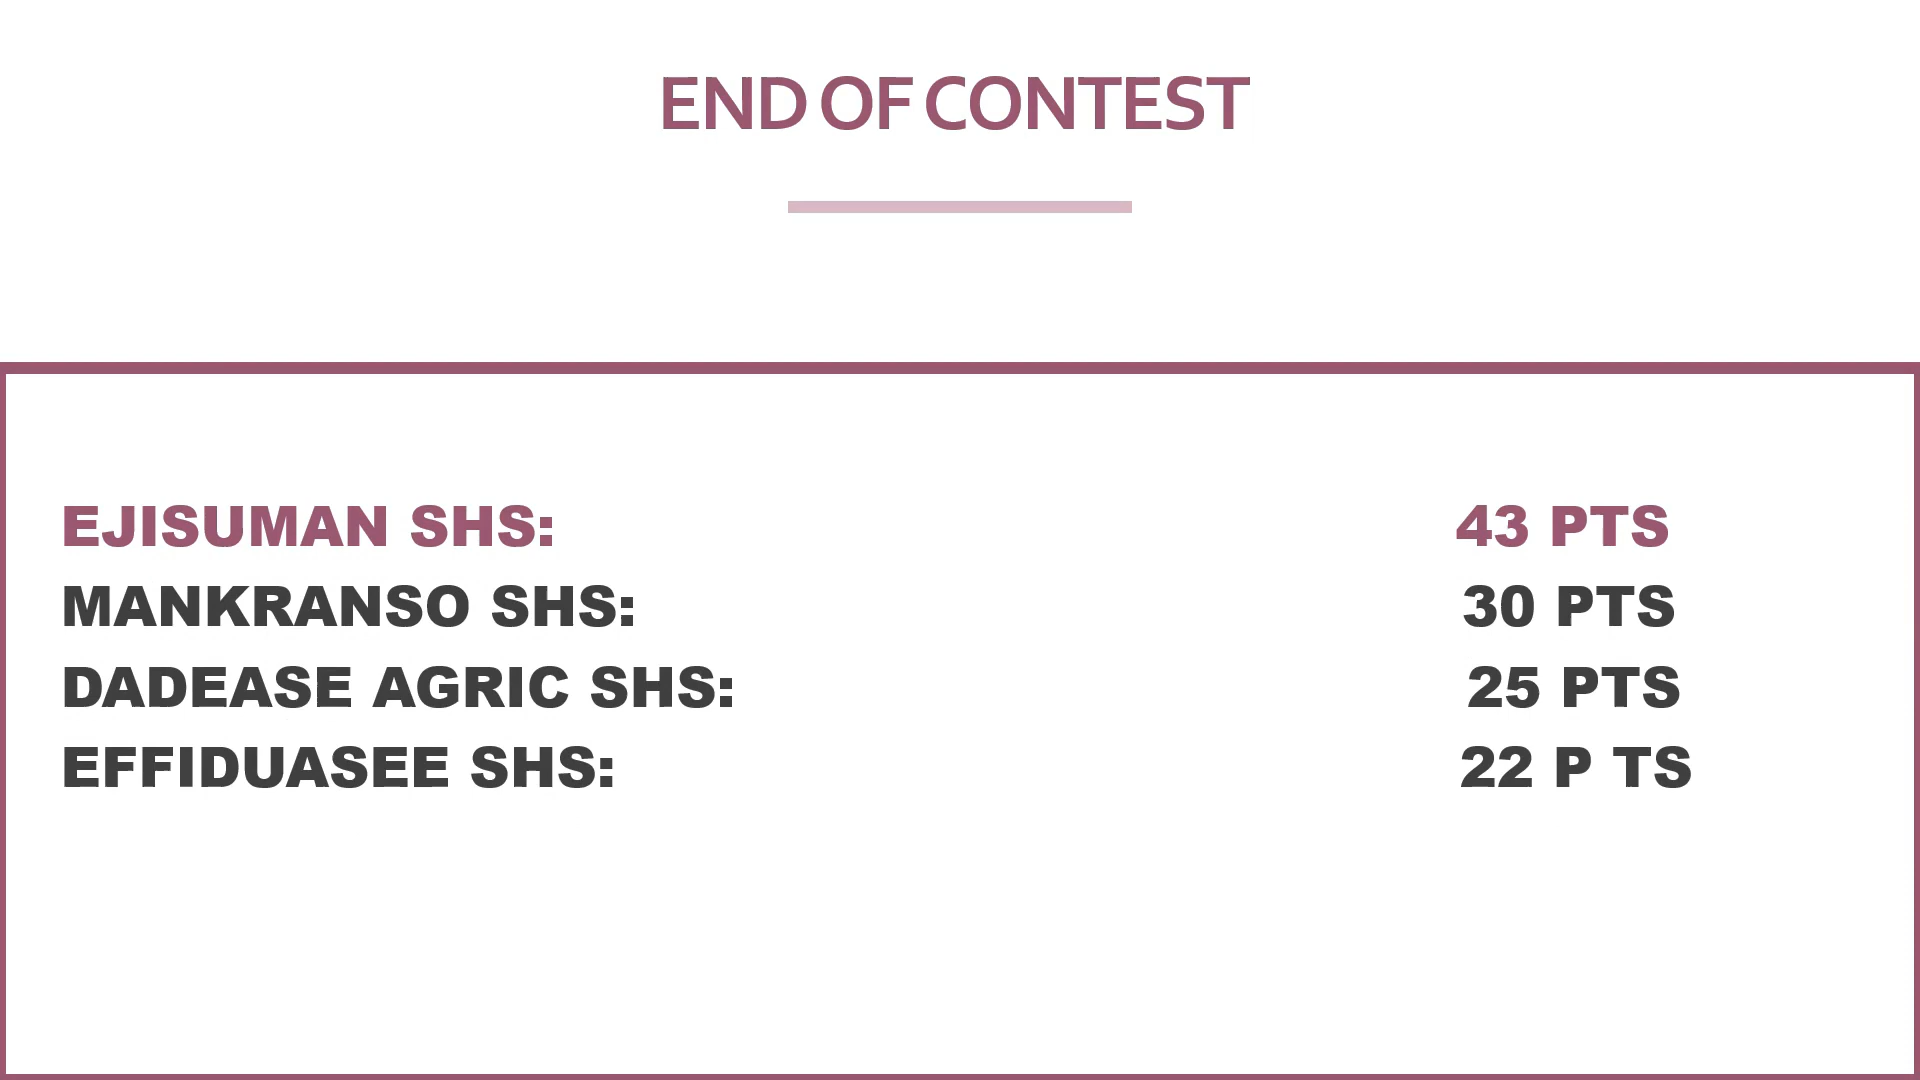 END OF CONTEST
EJISUMAN SHS: 43 PTS
MANKRANSO SHS: 30 PTS
DADEASE AGRIC SHS: 25 PTS
EFFIDUASEE SHS: 22 P TS